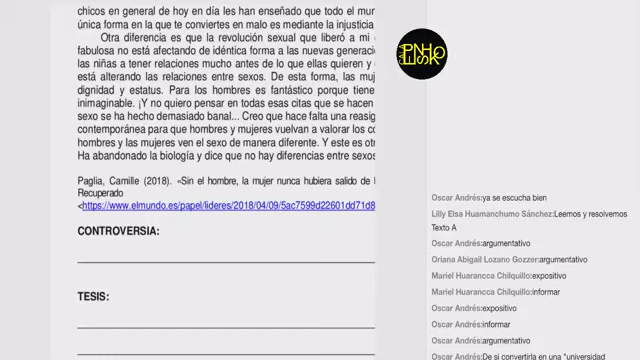 chicos en general de hoy en día les han enseñado que todo el mur
única forma en la que te conviertes en malo es mediante la injusticia
Otra diferencia es que la revolución sexual que liberó a mi
fabulosa no está afectando de idéntica forma a las nuevas generaci
las niñas a tener relaciones mucho antes de lo que ellas quieren y
está alterando las relaciones entre sexos. De esta forma, las muj
dignidad y estatus. Para los hombres es fantástico porque tiene
inimaginable. ¡Y no quiero pensar en todas esas citas que se hacen
sexo se ha hecho demasiado banal... Creo que hace falta una reasig
contemporánea para que hombres y mujeres vuelvan a valorar los co
hombres y las mujeres ven el sexo de manera diferente. Y este es ot
Ha abandonado la biología y dice que no hay diferencias entre sexos
Paglia, Camille (2018). «Sin el hombre, la mujer nunca hubiera salido de l
Recuperado
<https://www.elmundo.es/papel/lideres/2018/04/09/5ac7599d22601dd71d8
CONTROVERSIA:
TESIS:
Oscar Andrés:ya se escucha bien
Lilly Elsa Huamanchumo Sánchez:Leemos y resolvemos
Texto A
Oscar Andrés:argumentativo
Oriana Abigail Lozano Gozzer:argumentativo
Mariel Huarancca Chilquillo:expositivo
Mariel Huarancca Chilquillo:informar
Oscar Andrés:expositivo
Oscar Andrés:informar
Oscar Andrés:argumentativo
Oscar Andrés:De si convertirla en una "universidad